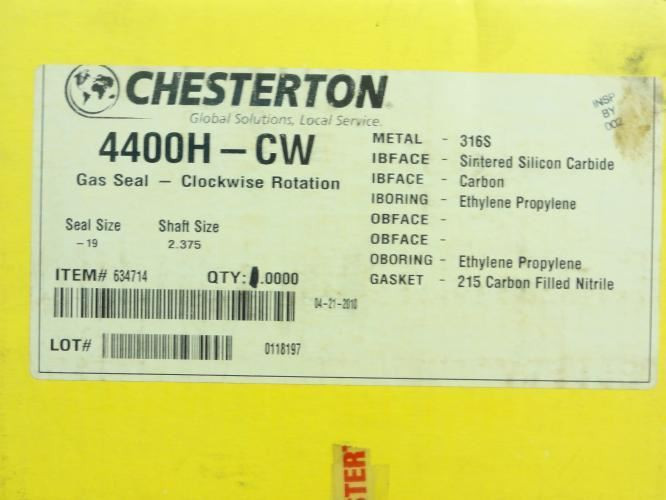 CHESTERTON
Global Solutions, Local Service.
4400H – CW
Gas Seal – Clockwise Rotation
Seal Size Shaft Size
–19 2.375
ITEM# 634714 QTY: .0000
04-21-2010
LOT# 0118197
METAL - 316S
IBFACE - Sintered Silicon Carbide
IBFACE - Carbon
IBORING - Ethylene Propylene
OBFACE -
OBFACE -
OBORING - Ethylene Propylene
GASKET - 215 Carbon Filled Nitrile
INSP
BY
002
STER